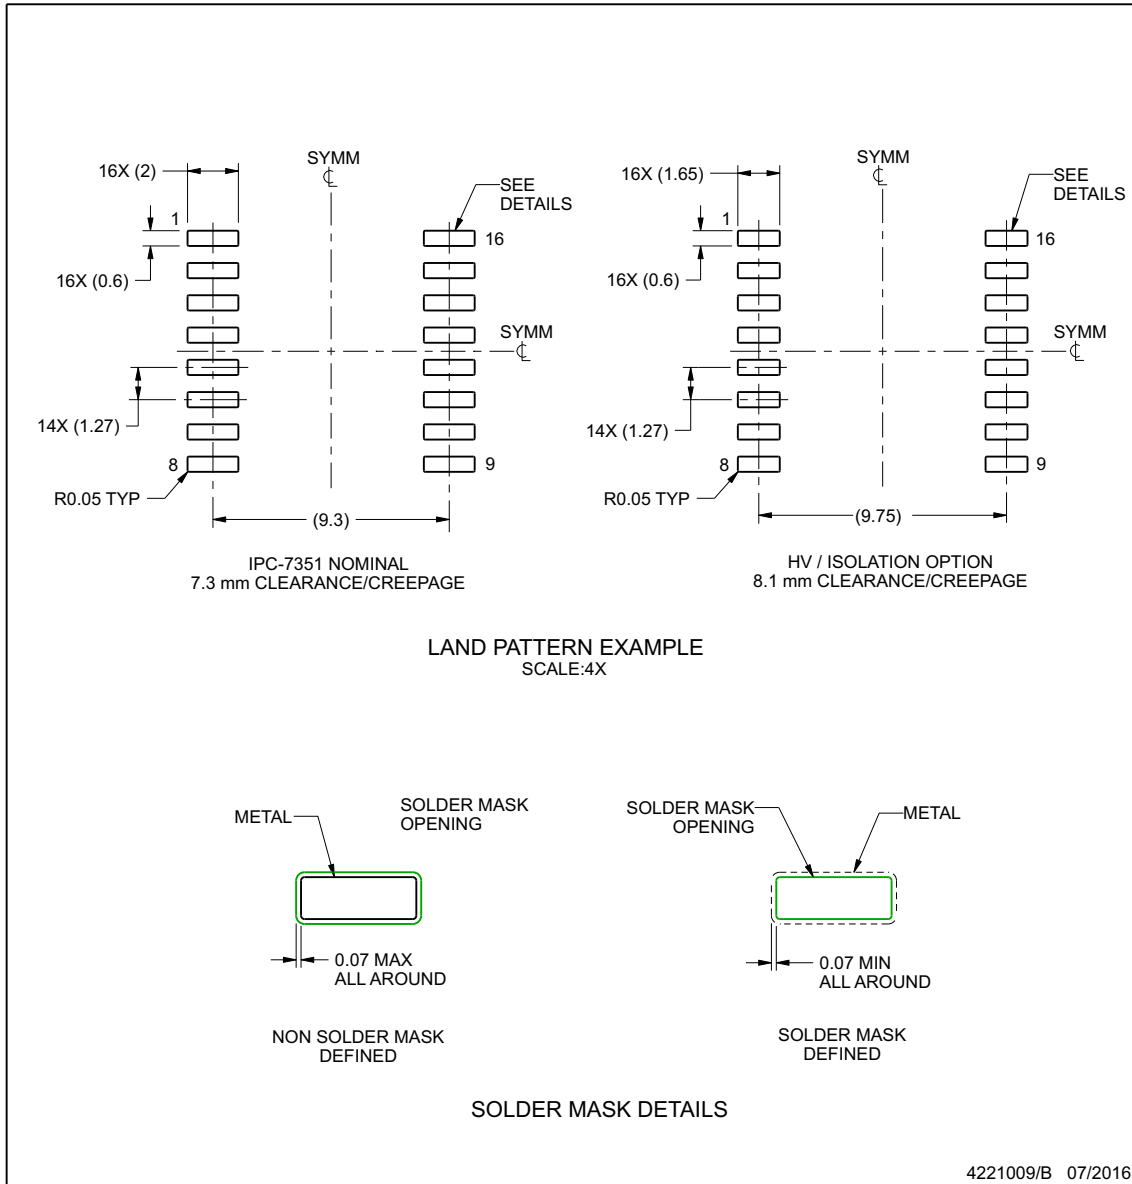 16X (2)
SYMM
SEE
DETAILS
1
16
16X (0.6)
SYMM
14X (1.27)
8
9
R0.05 TYP
(9.3)
IPC-7351 NOMINAL
7.3 mm CLEARANCE/CREEPAGE
16X (1.65)
SYMM
SEE
DETAILS
1
16
16X (0.6)
SYMM
14X (1.27)
8
9
R0.05 TYP
(9.75)
HV / ISOLATION OPTION
8.1 mm CLEARANCE/CREEPAGE
LAND PATTERN EXAMPLE
SCALE:4X
METAL
SOLDER MASK
OPENING
0.07 MAX
ALL AROUND
NON SOLDER MASK
DEFINED
SOLDER MASK
OPENING
METAL
0.07 MIN
ALL AROUND
SOLDER MASK
DEFINED
SOLDER MASK DETAILS
4221009/B 07/2016